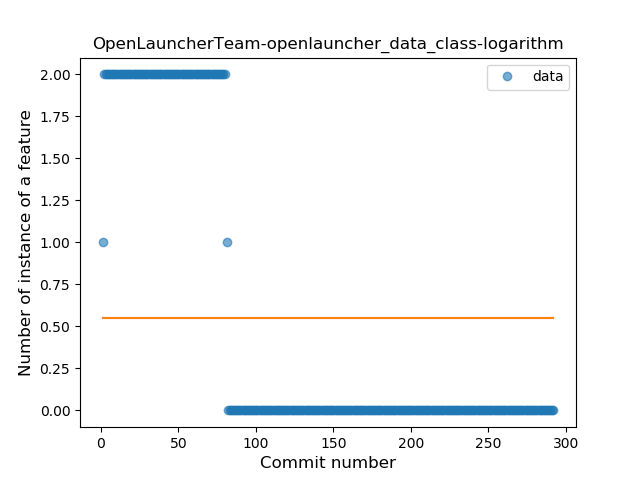 OpenLauncherTeam-openlauncher_data_class-logarithm
data
2.00
1.75
1.50
1.25
1.00
0.75
0.50
0.25
0.00
Number of instance of a feature
0 50 100 150 200 250 300
Commit number